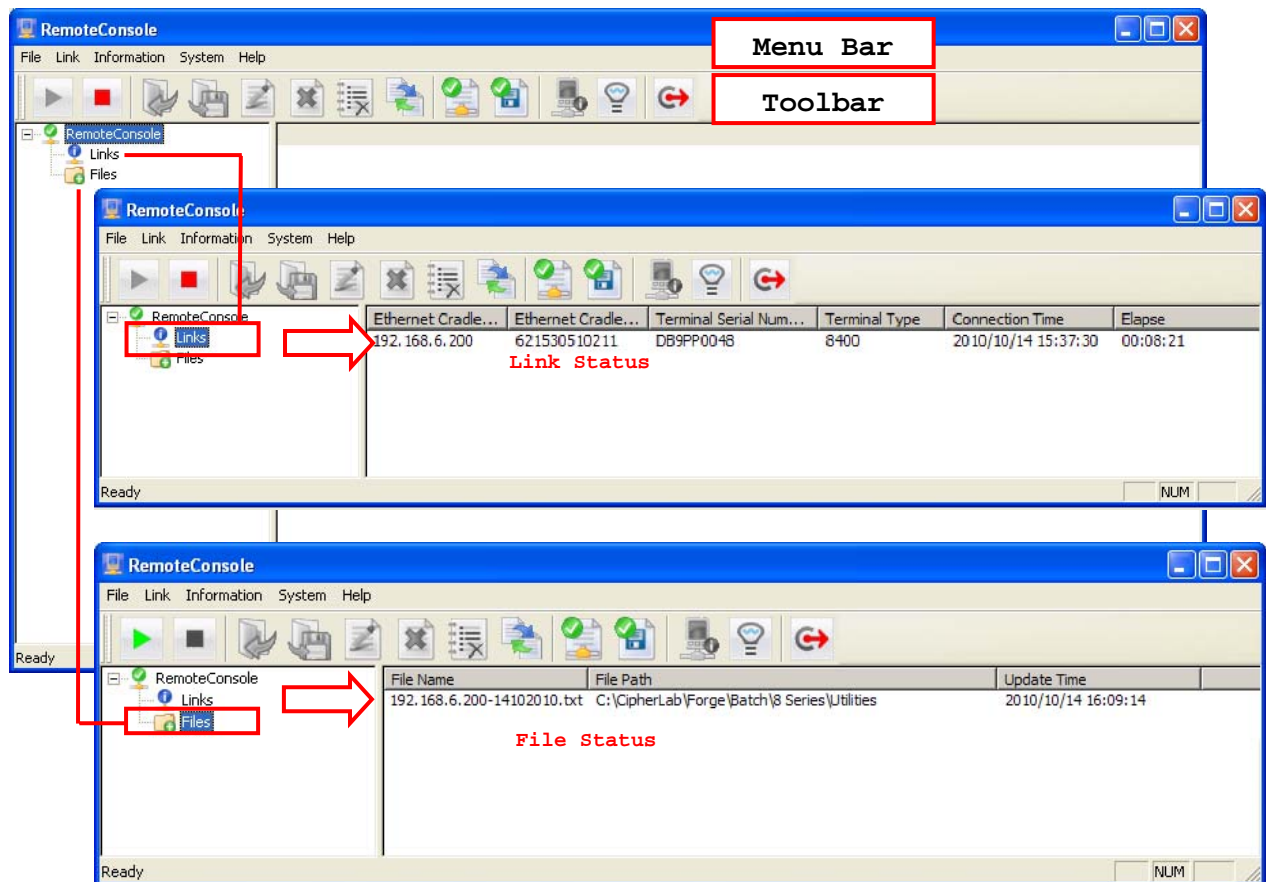 RemoteConsole
Menu Bar
File Link Information System Help
Toolbar
RemoteConsole
Links
Files
RemoteConsole
File Link Information System Help
RemoteConsole
Links
Files
Ethernet Cradle... Ethernet Cradle... Terminal Serial Num... Terminal Type Connection Time Elapse
192.168.6.200 621530510211 DB9PP0048 8400 2010/10/14 15:37:30 00:08:21
Link Status
Ready NUM
RemoteConsole
File Link Information System Help
RemoteConsole
Links
Files
File Name File Path Update Time
192.168.6.200-14102010.txt C:\CipherLab\Forge\Batch\8 Series\Utilities 2010/10/14 16:09:14
File Status
Ready NUM
Ready